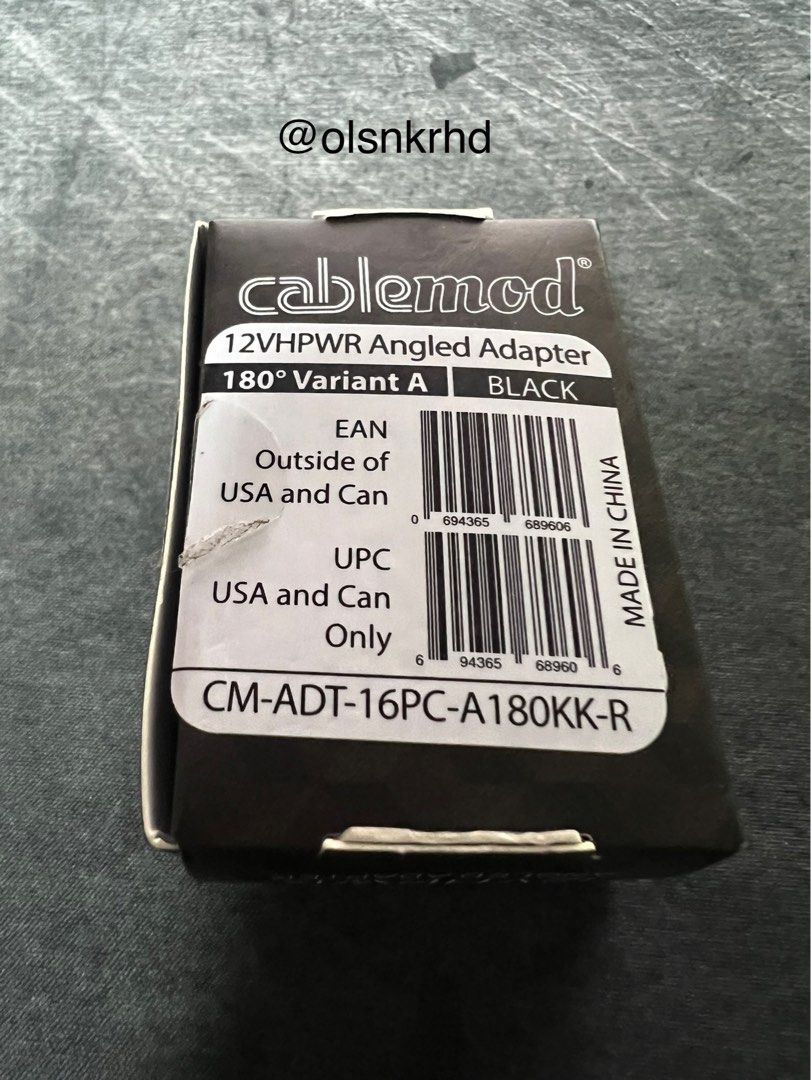 @olsnkrhd
cablemod®
12VHPWR Angled Adapter
180° Variant A | BLACK
EAN
Outside of
USA and Can
0 694365 689606
UPC
USA and Can
Only
6 94365 68960 6
MADE IN CHINA
CM-ADT-16PC-A180KK-R